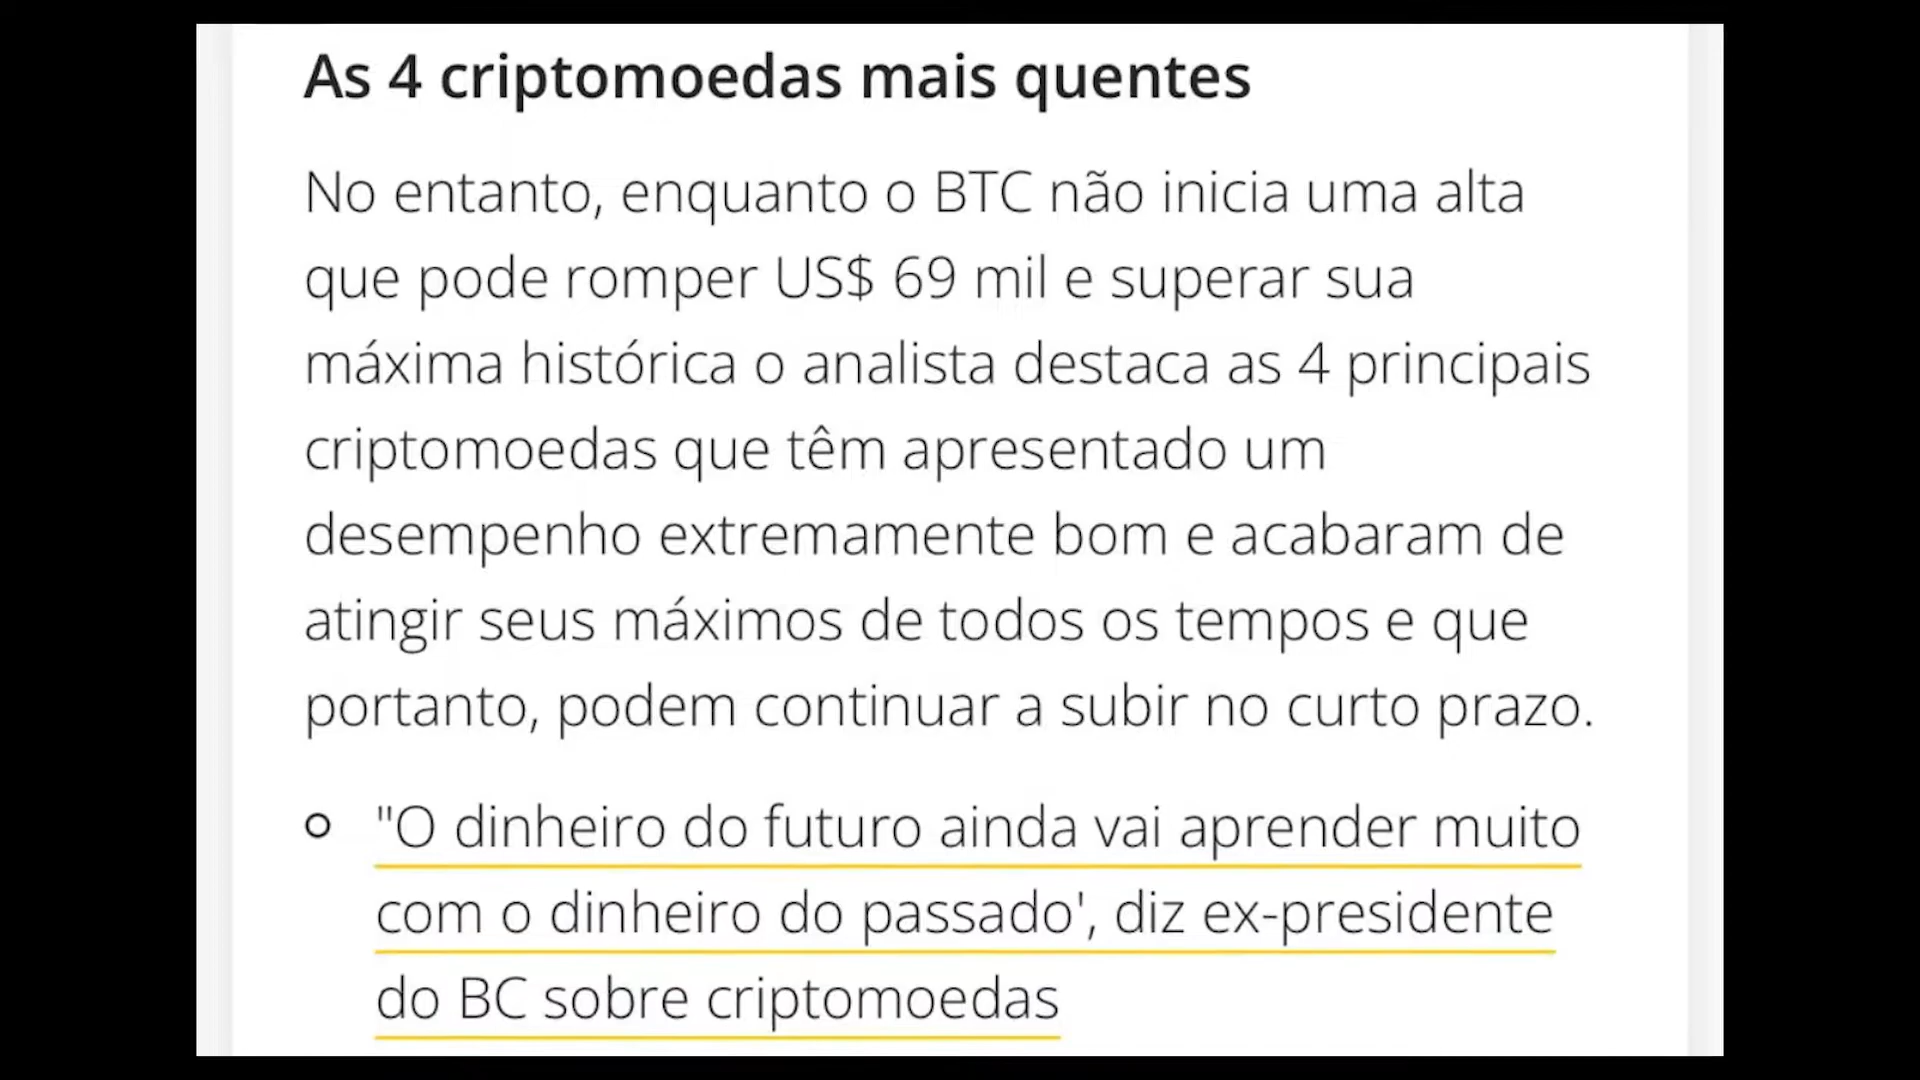 As 4 criptomoedas mais quentes
No entanto, enquanto o BTC não inicia uma alta
que pode romper US$ 69 mil e superar sua
máxima histórica o analista destaca as 4 principais
criptomoedas que têm apresentado um
desempenho extremamente bom e acabaram de
atingir seus máximos de todos os tempos e que
portanto, podem continuar a subir no curto prazo.
"O dinheiro do futuro ainda vai aprender muito
com o dinheiro do passado', diz ex-presidente
do BC sobre criptomoedas